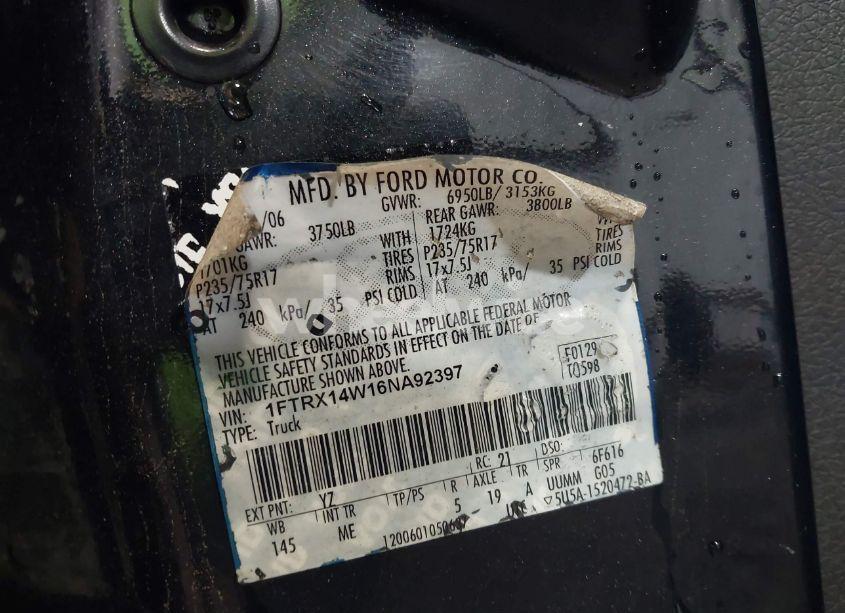 MFD. BY FORD MOTOR CO.
/06 GVWR: 6950LB/ 3153KG
GAWR: 3750LB REAR GAWR: 3800LB
1701KG WITH 1724KG WITH
P235/75R17 TIRES P235/75R17 TIRES
17x7.5J RIMS 17x7.5J RIMS
AT 240 kPa/ 35 PSI COLD AT 240 kPa/ 35 PSI COLD
THIS VEHICLE CONFORMS TO ALL APPLICABLE FEDERAL MOTOR
VEHICLE SAFETY STANDARDS IN EFFECT ON THE DATE OF
MANUFACTURE SHOWN ABOVE.
VIN: 1FTRX14W16NA92397
TYPE: Truck
F0129
T0598
EXT PNT: YZ RC: 21 DSO:
WB INT TR TP/PS R AXLE TR SPR 6F616
145 ME 5 19 A UUMM G05
12006010506
▽5U5A-1520472-BA